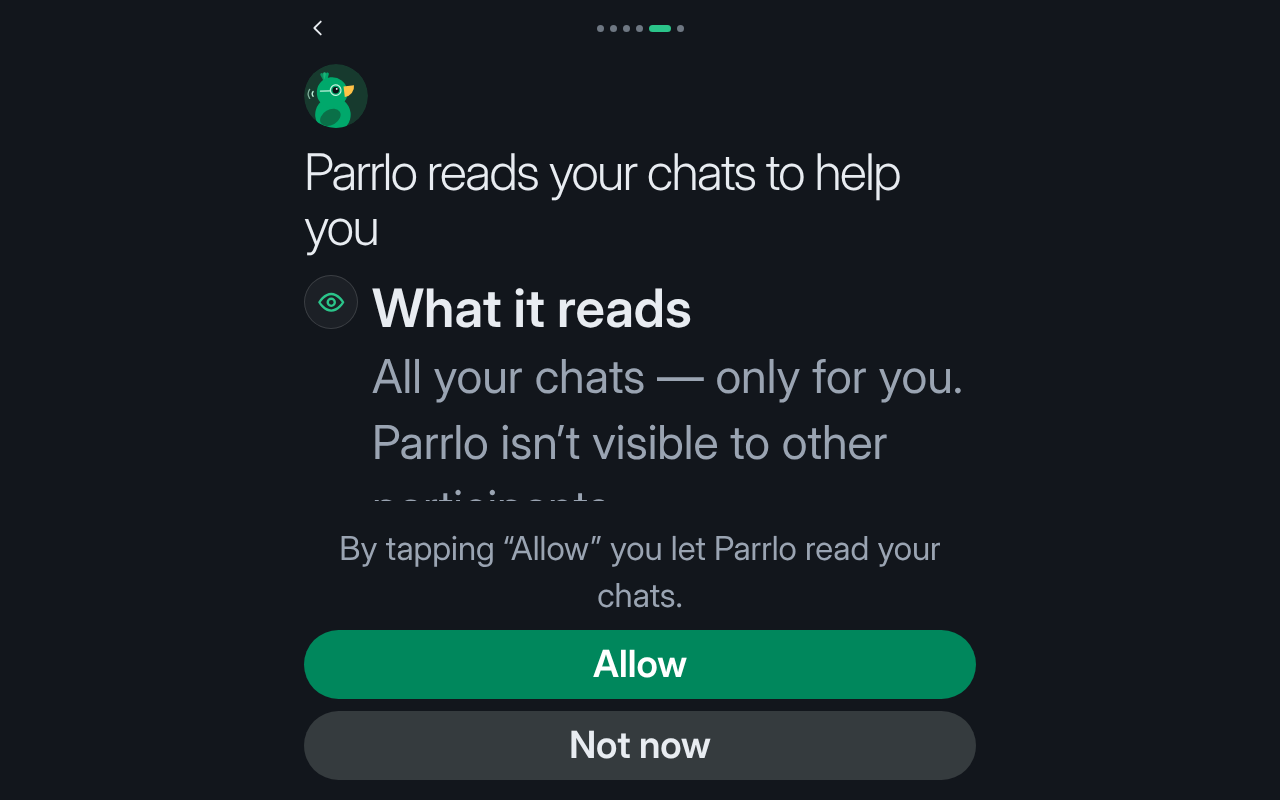 Parrlo reads your chats to help
you
What it reads
All your chats — only for you.
Parrlo isn’t visible to other
participants.
By tapping “Allow” you let Parrlo read your
chats.
Allow
Not now